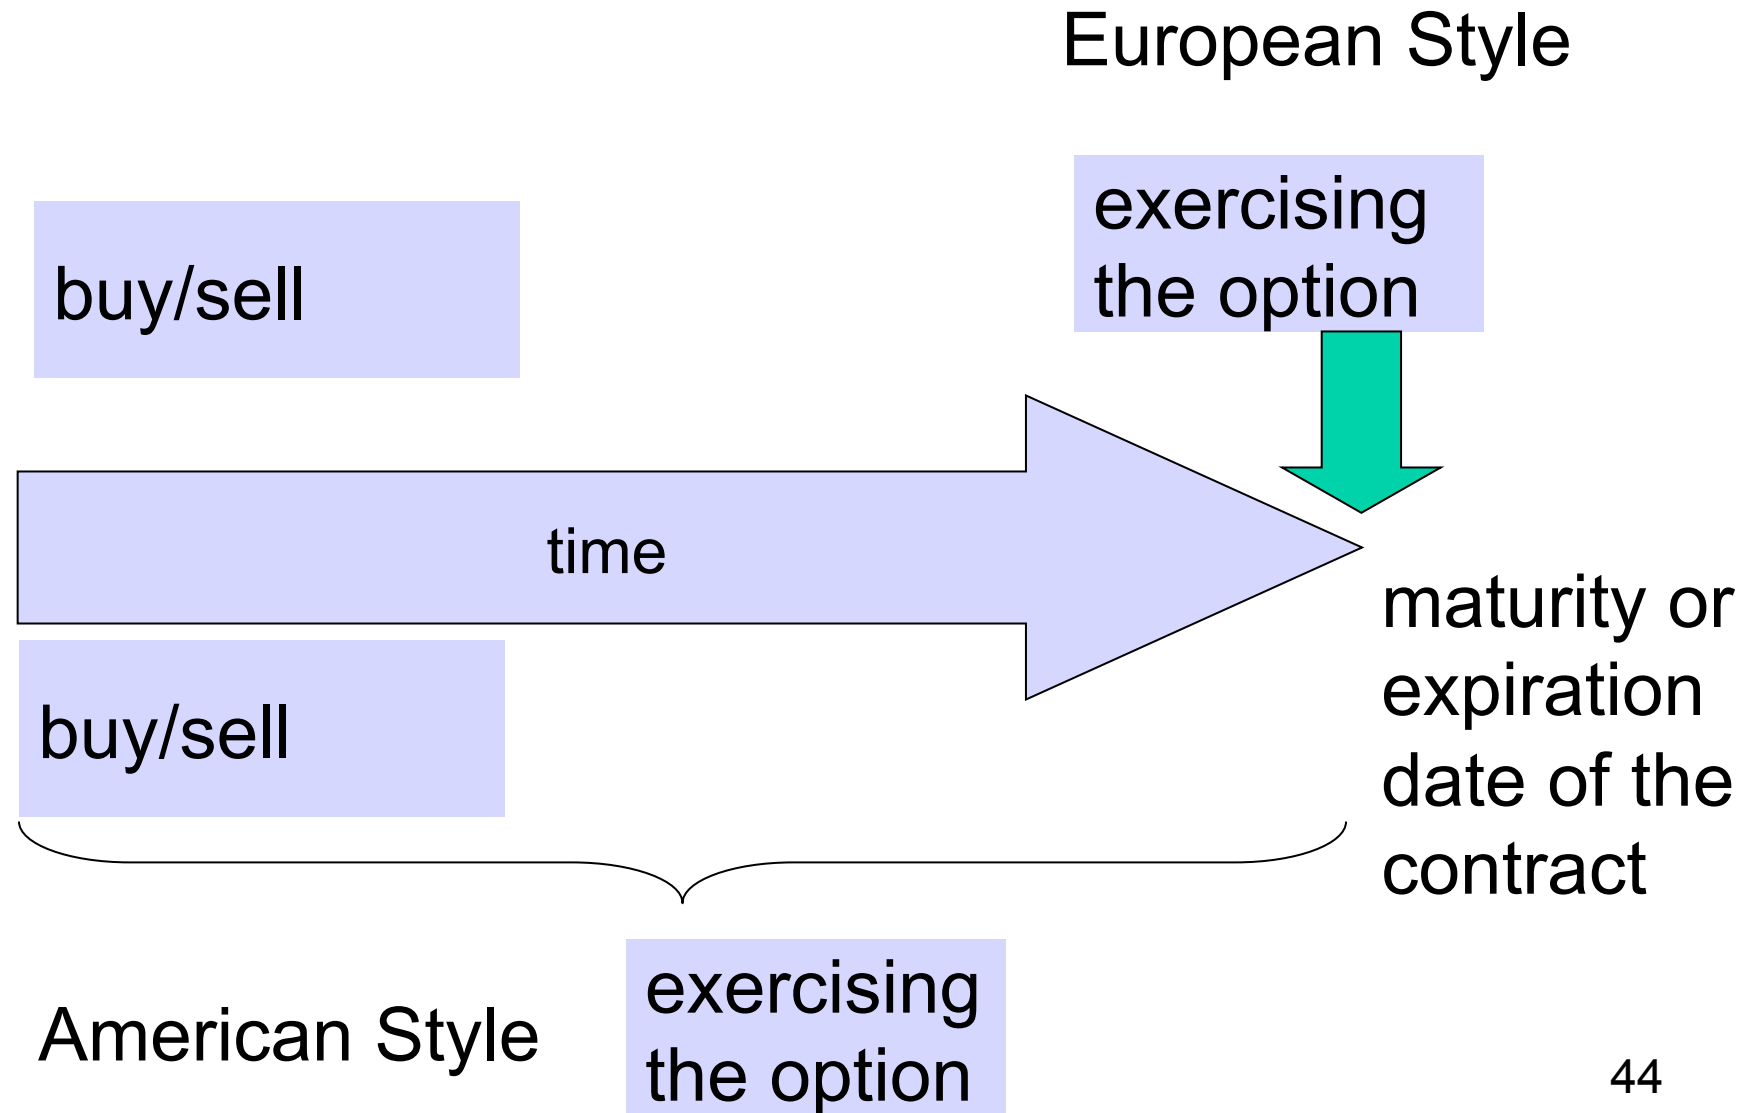 European Style
exercising
the option
buy/sell
time
maturity or
expiration
date of the
contract
buy/sell
American Style
exercising
the option
44